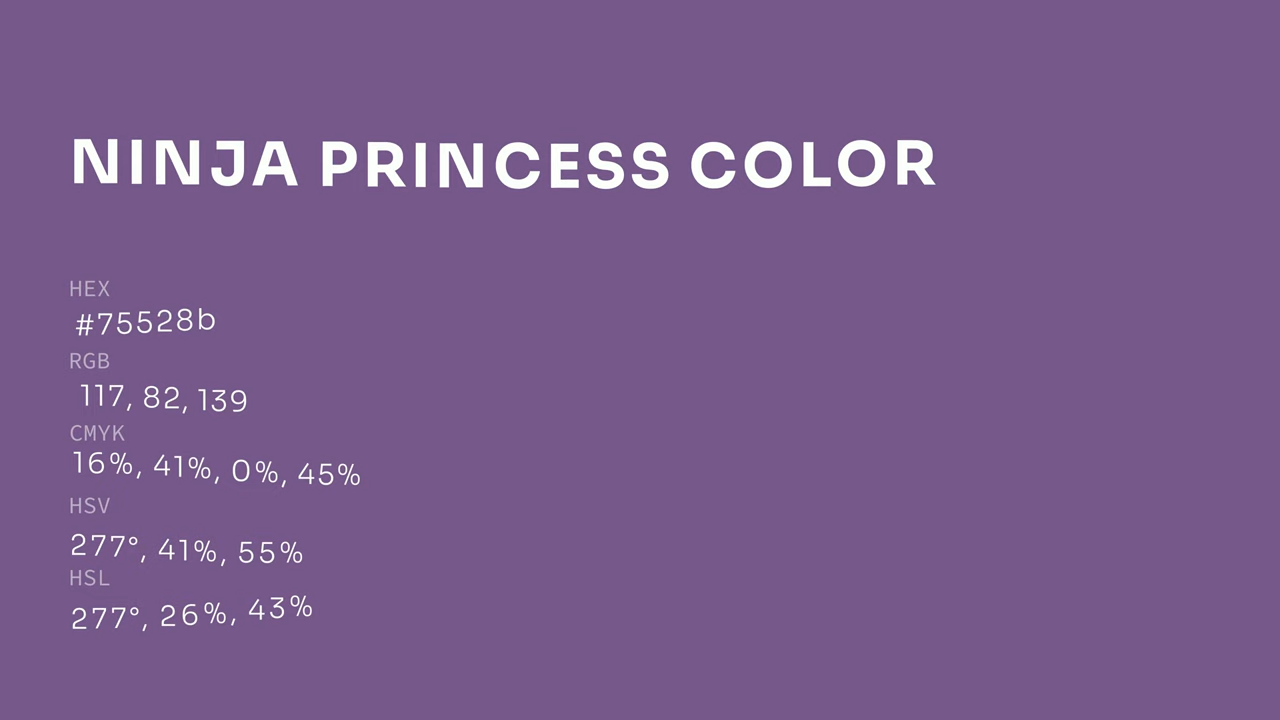 NINJA PRINCESS COLOR
HEX
#75528b
RGB
117, 82, 139
CMYK
16%, 41%, 0%, 45%
HSV
277°, 41%, 55%
HSL
277°, 26%, 43%